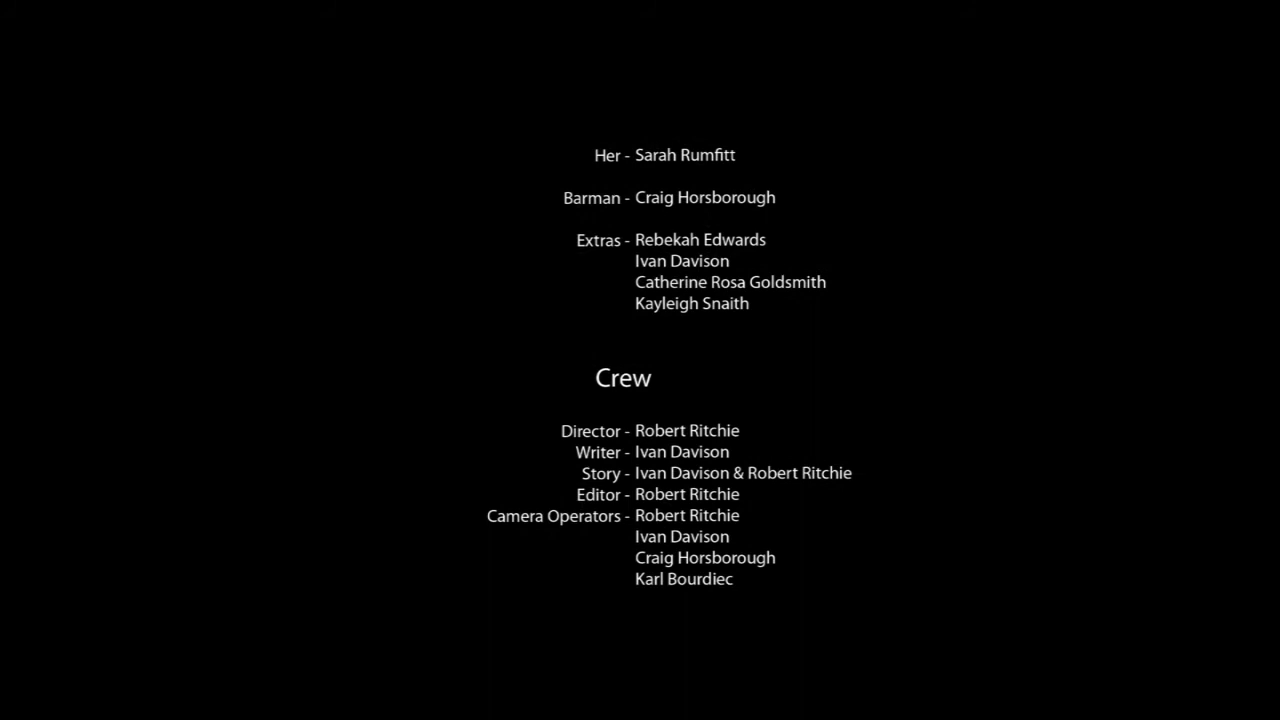 Her - Sarah Rumfitt
Barman - Craig Horsborough
Extras - Rebekah Edwards
Ivan Davison
Catherine Rosa Goldsmith
Kayleigh Snaith
Crew
Director - Robert Ritchie
Writer - Ivan Davison
Story - Ivan Davison & Robert Ritchie
Editor - Robert Ritchie
Camera Operators - Robert Ritchie
Ivan Davison
Craig Horsborough
Karl Bourdiec